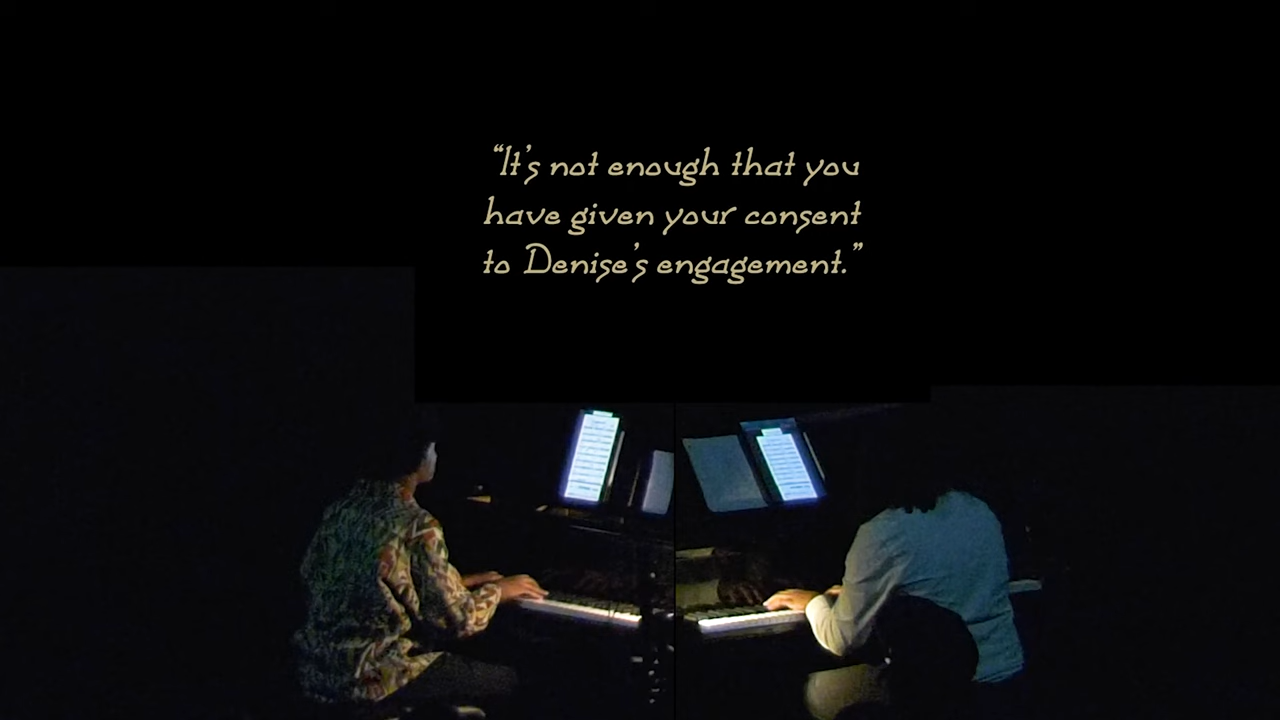 “It’s not enough that you
have given your consent
to Denise’s engagement.”